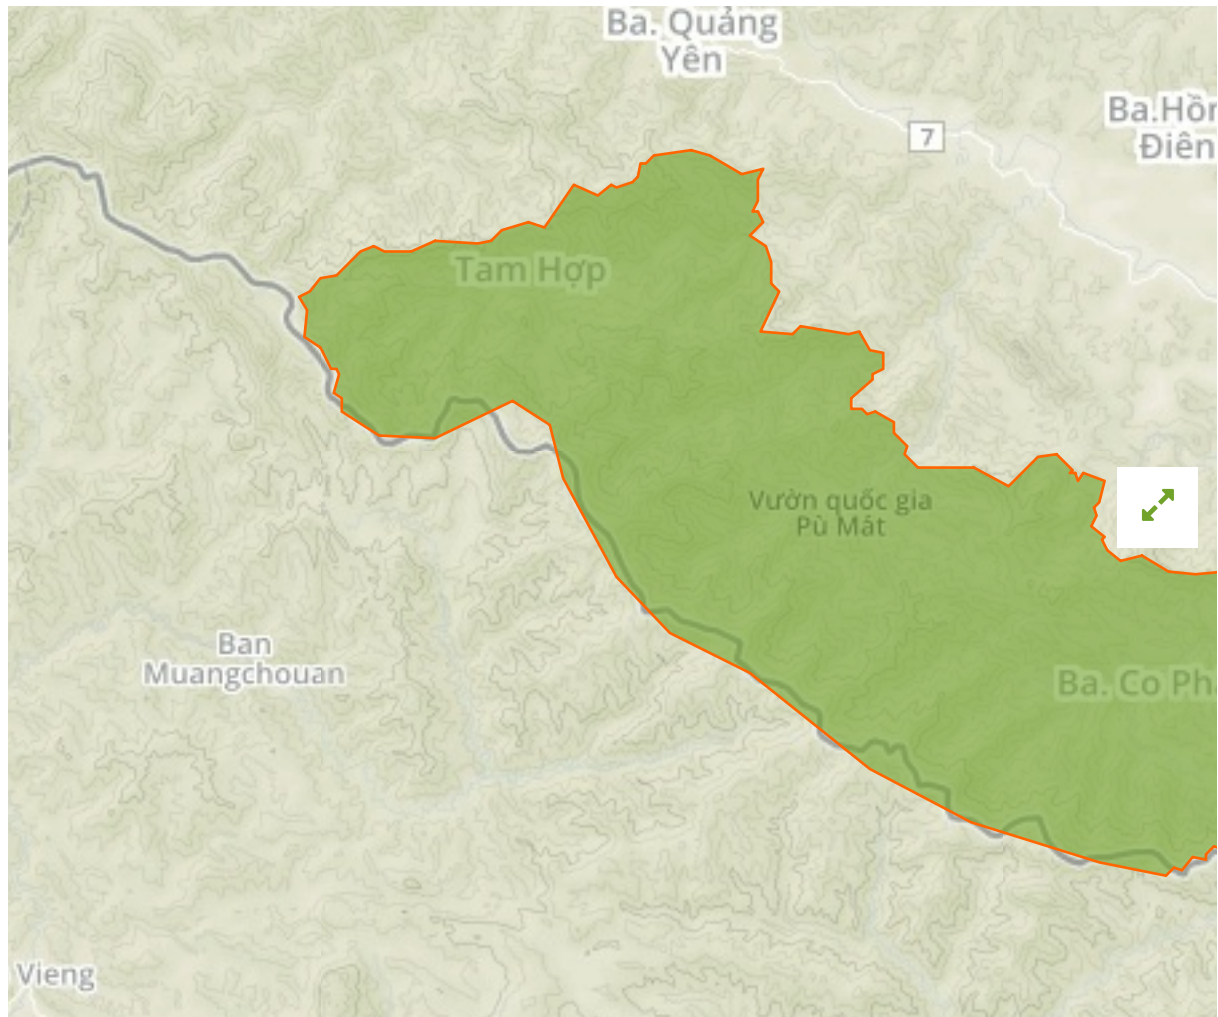 Ba. Quảng
Yên
Ba.Hồn
Điên
7
Tam Hợp
Vườn quốc gia
Pù Mát
Ban
Muangchouan
Ba. Co Ph
Vieng